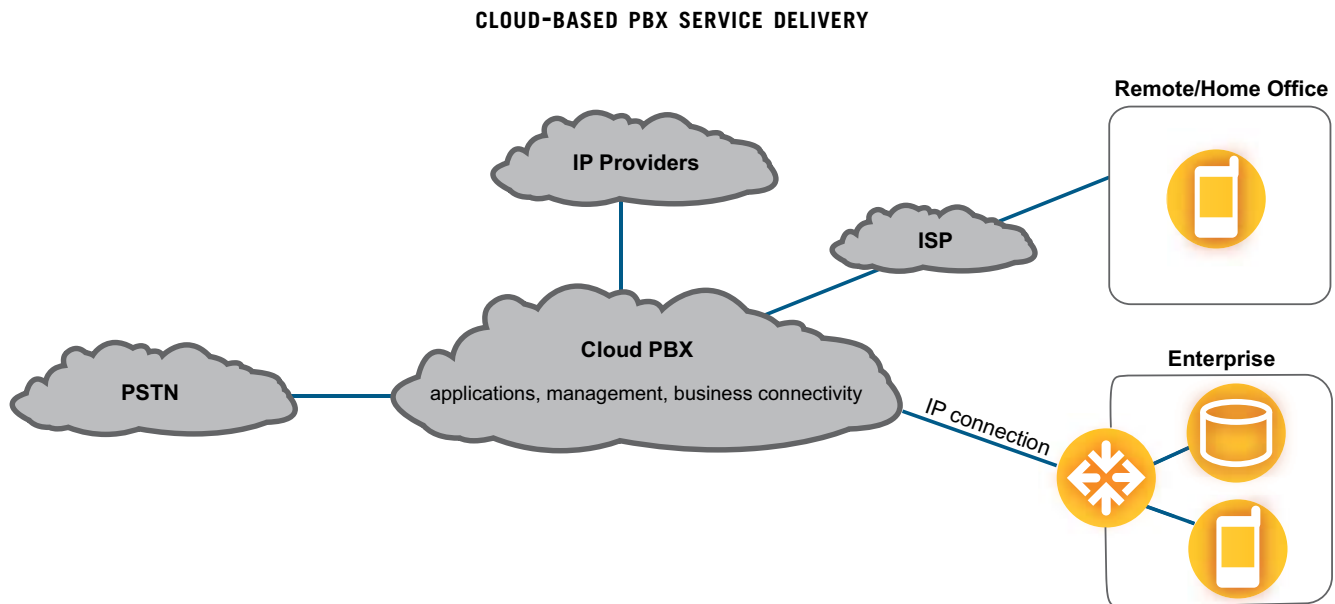 CLOUD-BASED PBX SERVICE DELIVERY
Remote/Home Office
IP Providers
ISP
Cloud PBX
applications, management, business connectivity
PSTN
Enterprise
IP connection